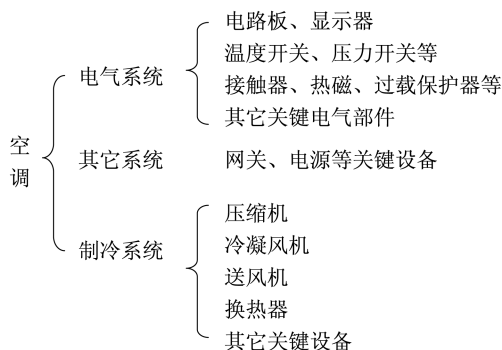 电路板、显示器
温度开关、压力开关等
电气系统
接触器、热磁、过载保护器等
其它关键电气部件
空调
其它系统
网关、电源等关键设备
压缩机
冷凝风机
制冷系统
送风机
换热器
其它关键设备